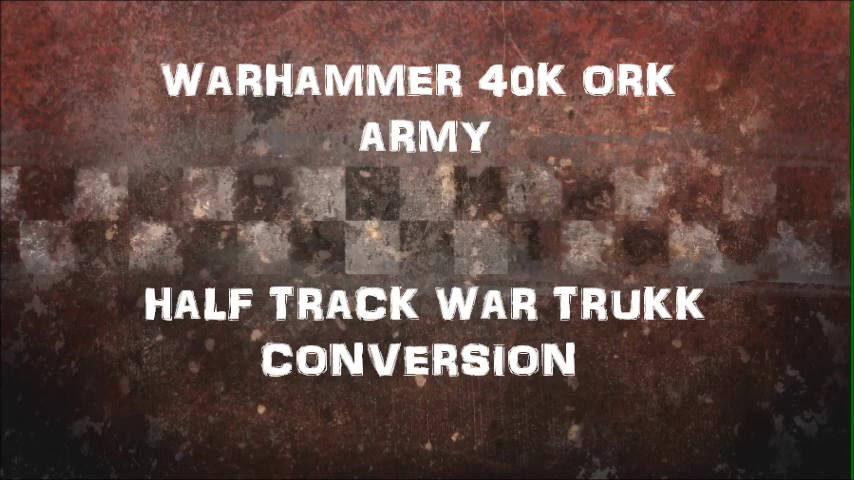 WARHAMMER 40K ORK
ARMY
HALF TRACK WAR TRUKK
CONVERSION